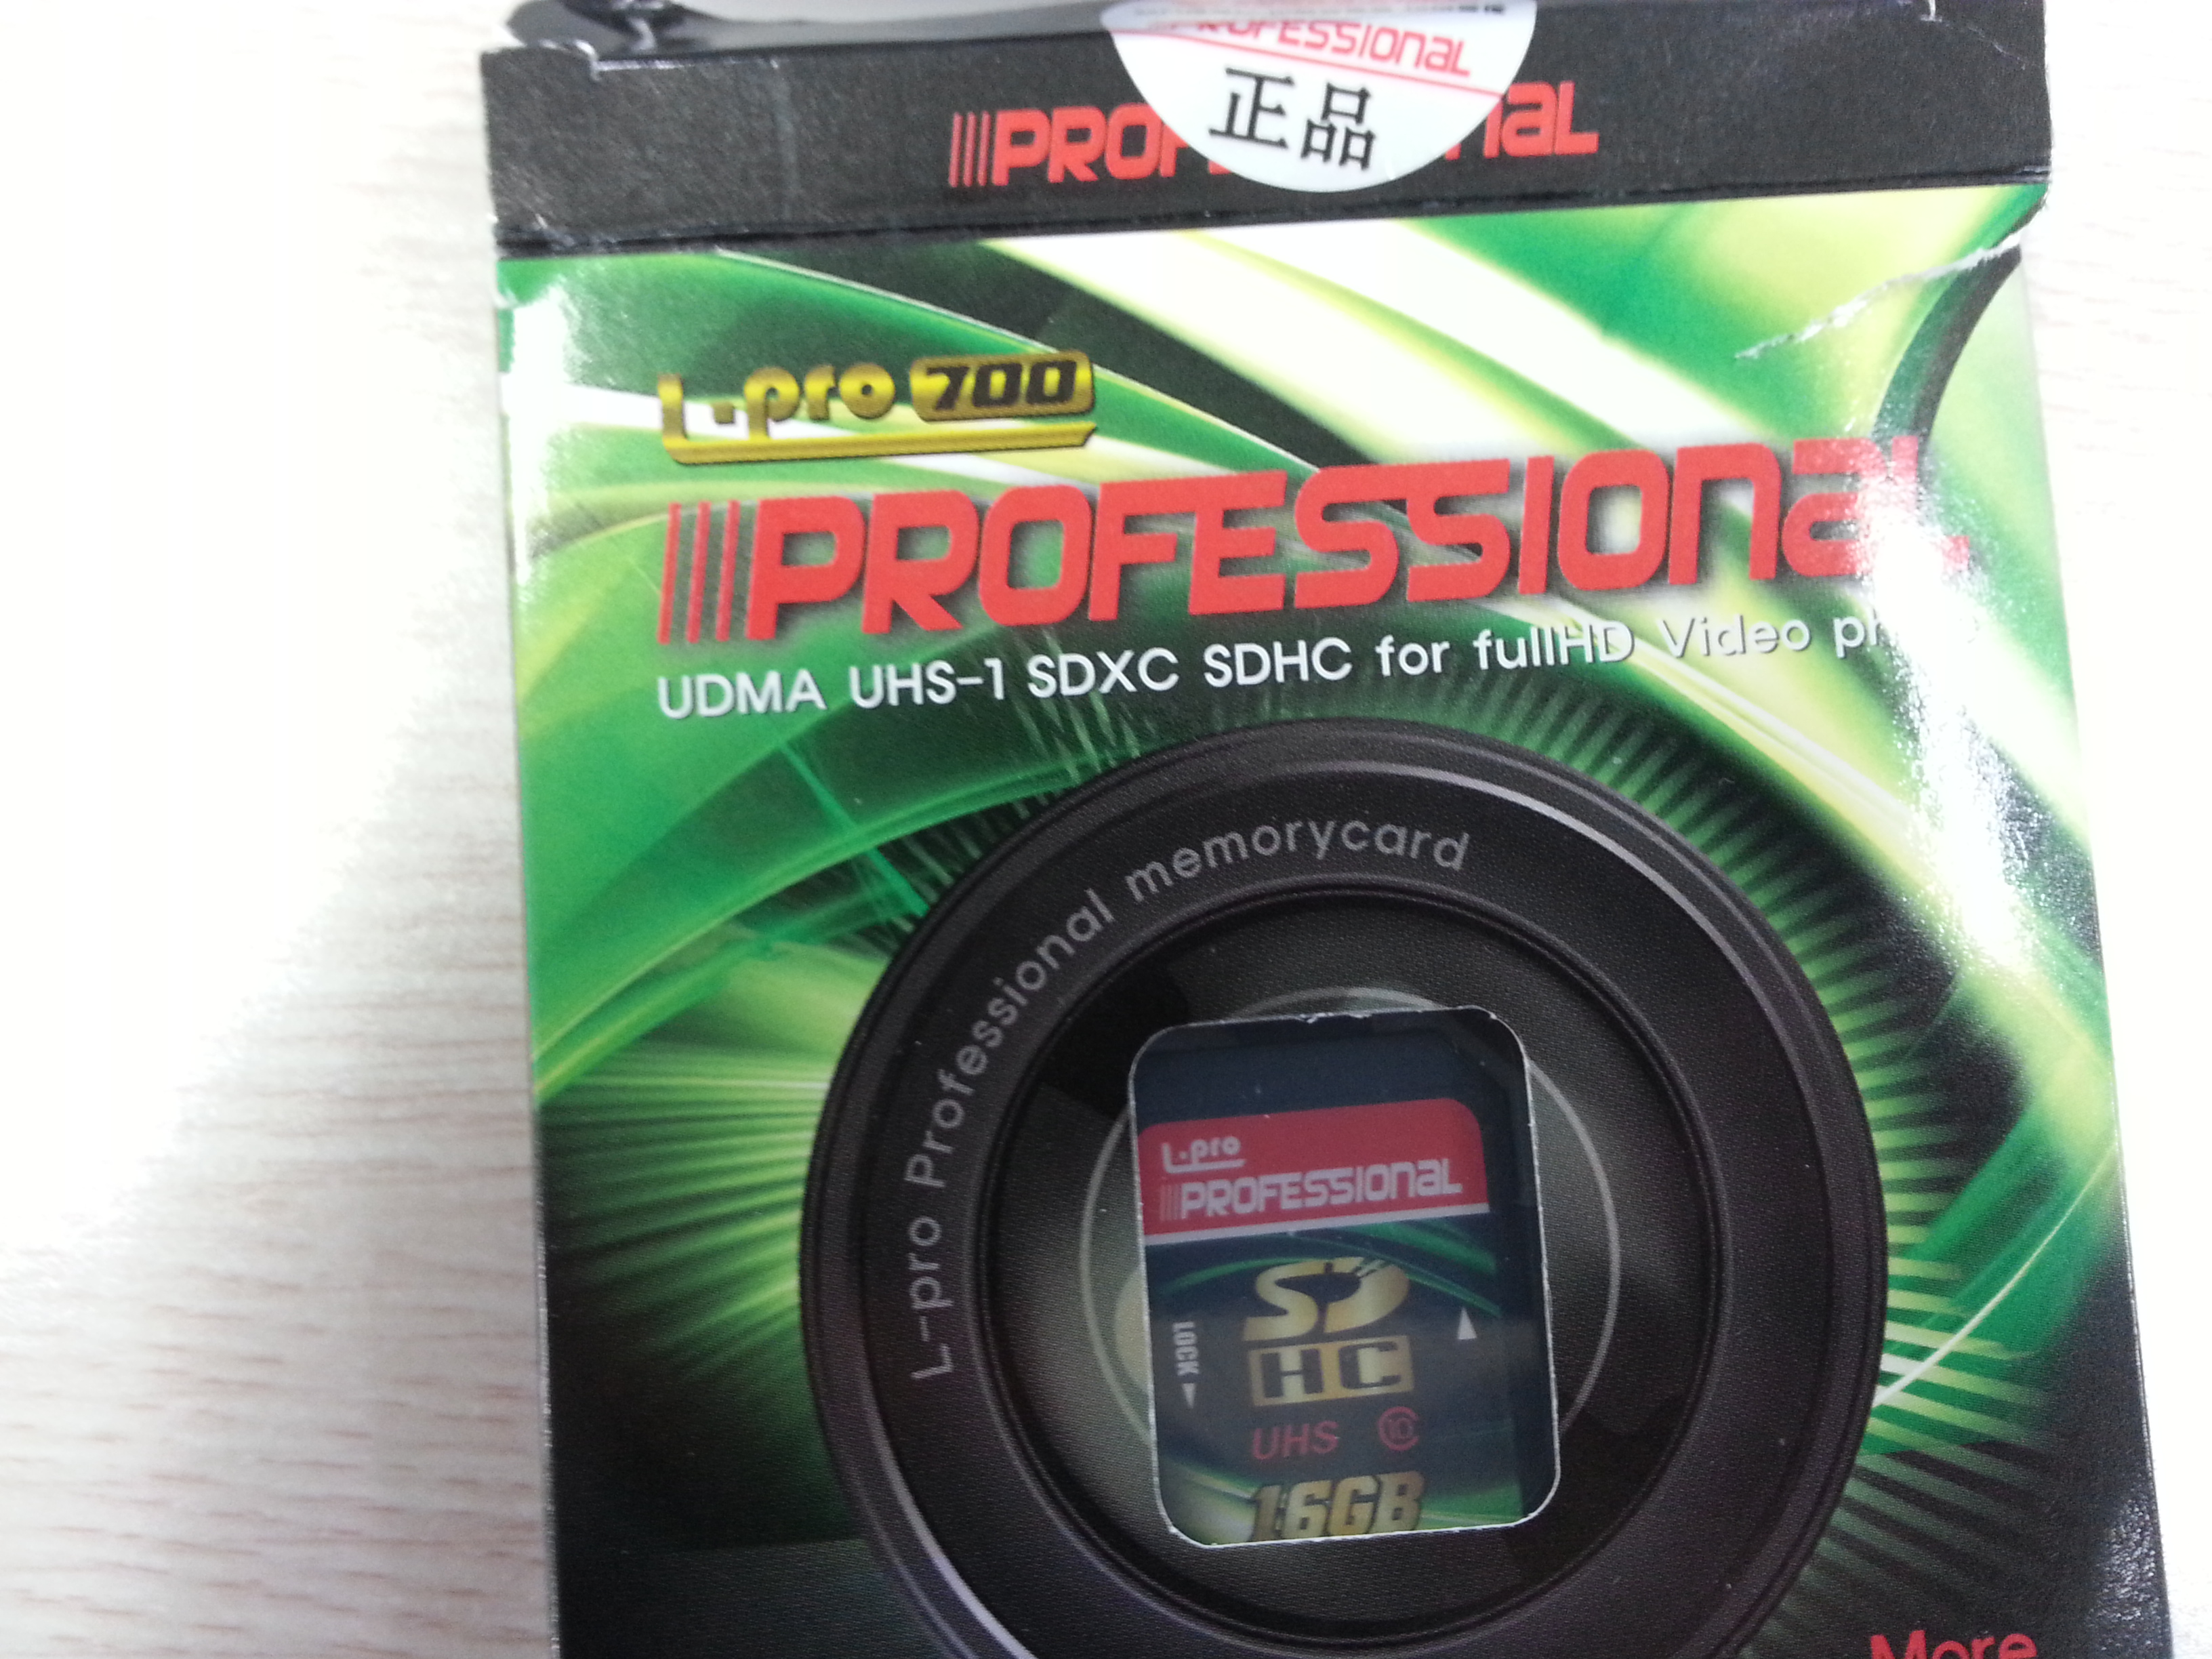 PROFESSIONAL
正品
L-pro 700
PROFESSIONAL
UDMA UHS-1 SDXC SDHC for fullHD Video
L-pro Professional memorycard
L-pro
PROFESSIONAL
SD
HC
LOCK
UHS 10
16GB
More